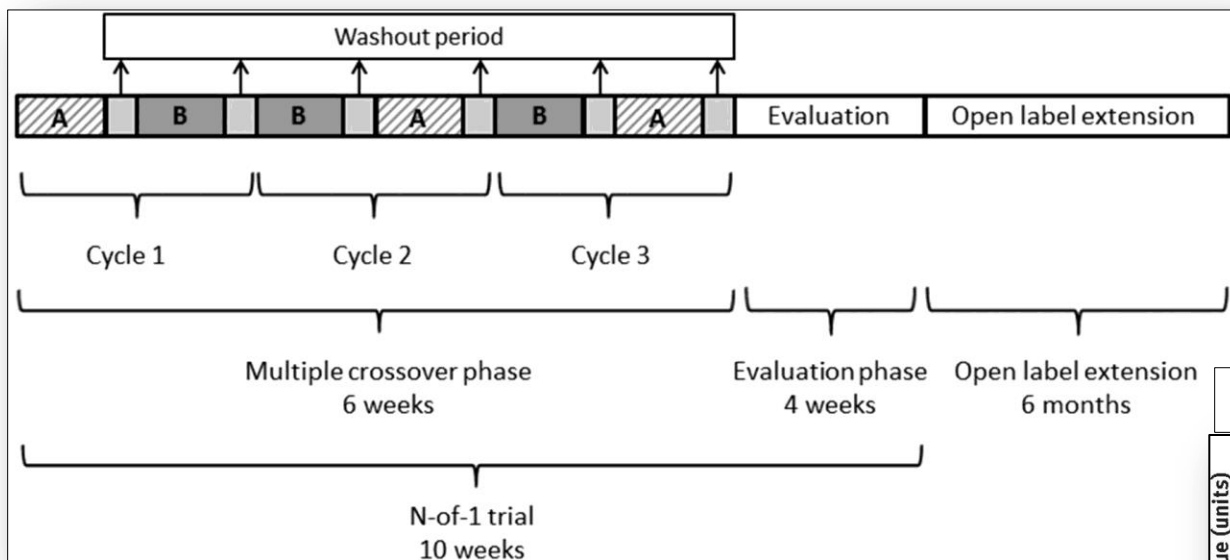 Washout period
A B B A B A Evaluation Open label extension
Cycle 1 Cycle 2 Cycle 3
Multiple crossover phase Evaluation phase Open label extension
6 weeks 4 weeks 6 months
N-of-1 trial
10 weeks
(units)